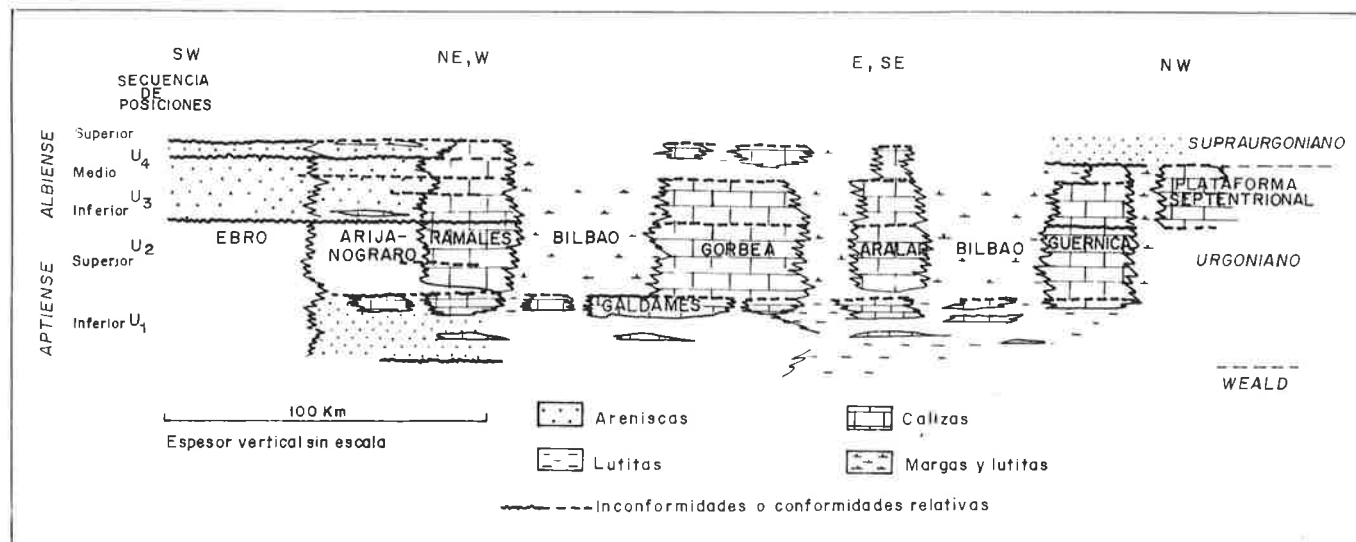 SW
NE, W
E, SE
NW
SECUENCIA
DE
POSICIONES
ALBIENSE
Superior
U4
Medio
U3
Inferior
APTIENSE
U2
Superior
Inferior U1
EBRO
ARIJA-
NOGRARO
RAMALES
BILBAO
GORBEA
GALDAMES
ARALAR
BILBAO
GUERNICA
SUPRAURGONIANO
PLATAFORMA
SEPTENTRIONAL
URGONIANO
WEALD
100 Km
Espesor vertical sin escala
Areniscas
Calizas
Lutitas
Margas y lutitas
Inconformidades o conformidades relativas